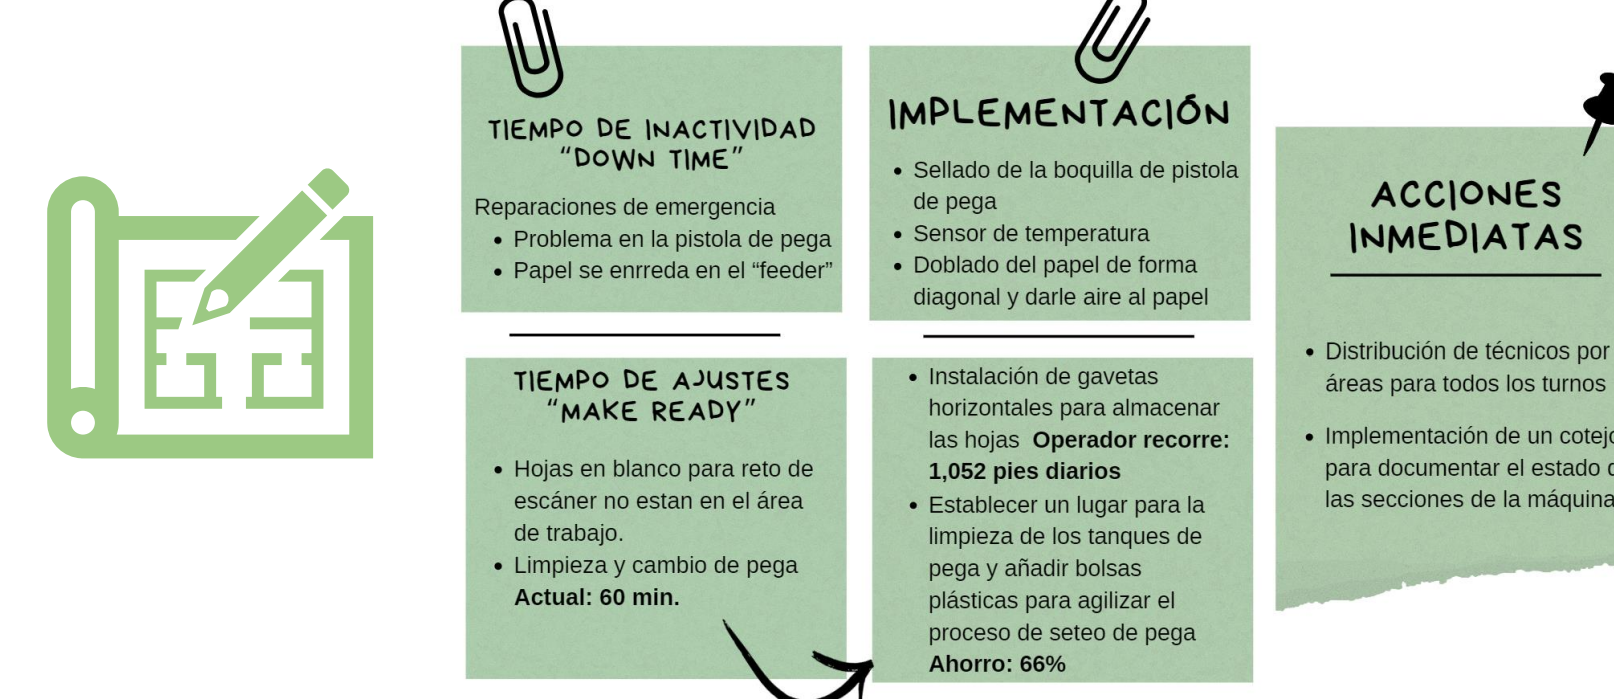 TIEMPO DE INACTIVIDAD
“DOWN TIME”
Reparaciones de emergencia
• Problema en la pistola de pega
• Papel se enrreda en el “feeder”
TIEMPO DE AJUSTES
“MAKE READY”
• Hojas en blanco para reto de
escáner no estan en el área
de trabajo.
• Limpieza y cambio de pega
Actual: 60 min.
IMPLEMENTACIÓN
• Sellado de la boquilla de pistola
de pega
• Sensor de temperatura
• Doblado del papel de forma
diagonal y darle aire al papel
• Instalación de gavetas
horizontales para almacenar
las hojas Operador recorre:
1,052 pies diarios
• Establecer un lugar para la
limpieza de los tanques de
pega y añadir bolsas
plásticas para agilizar el
proceso de seteo de pega
Ahorro: 66%
ACCIONES
INMEDIATAS
• Distribución de técnicos por
áreas para todos los turnos
• Implementación de un
para documentar el estado
las secciones de la máquina